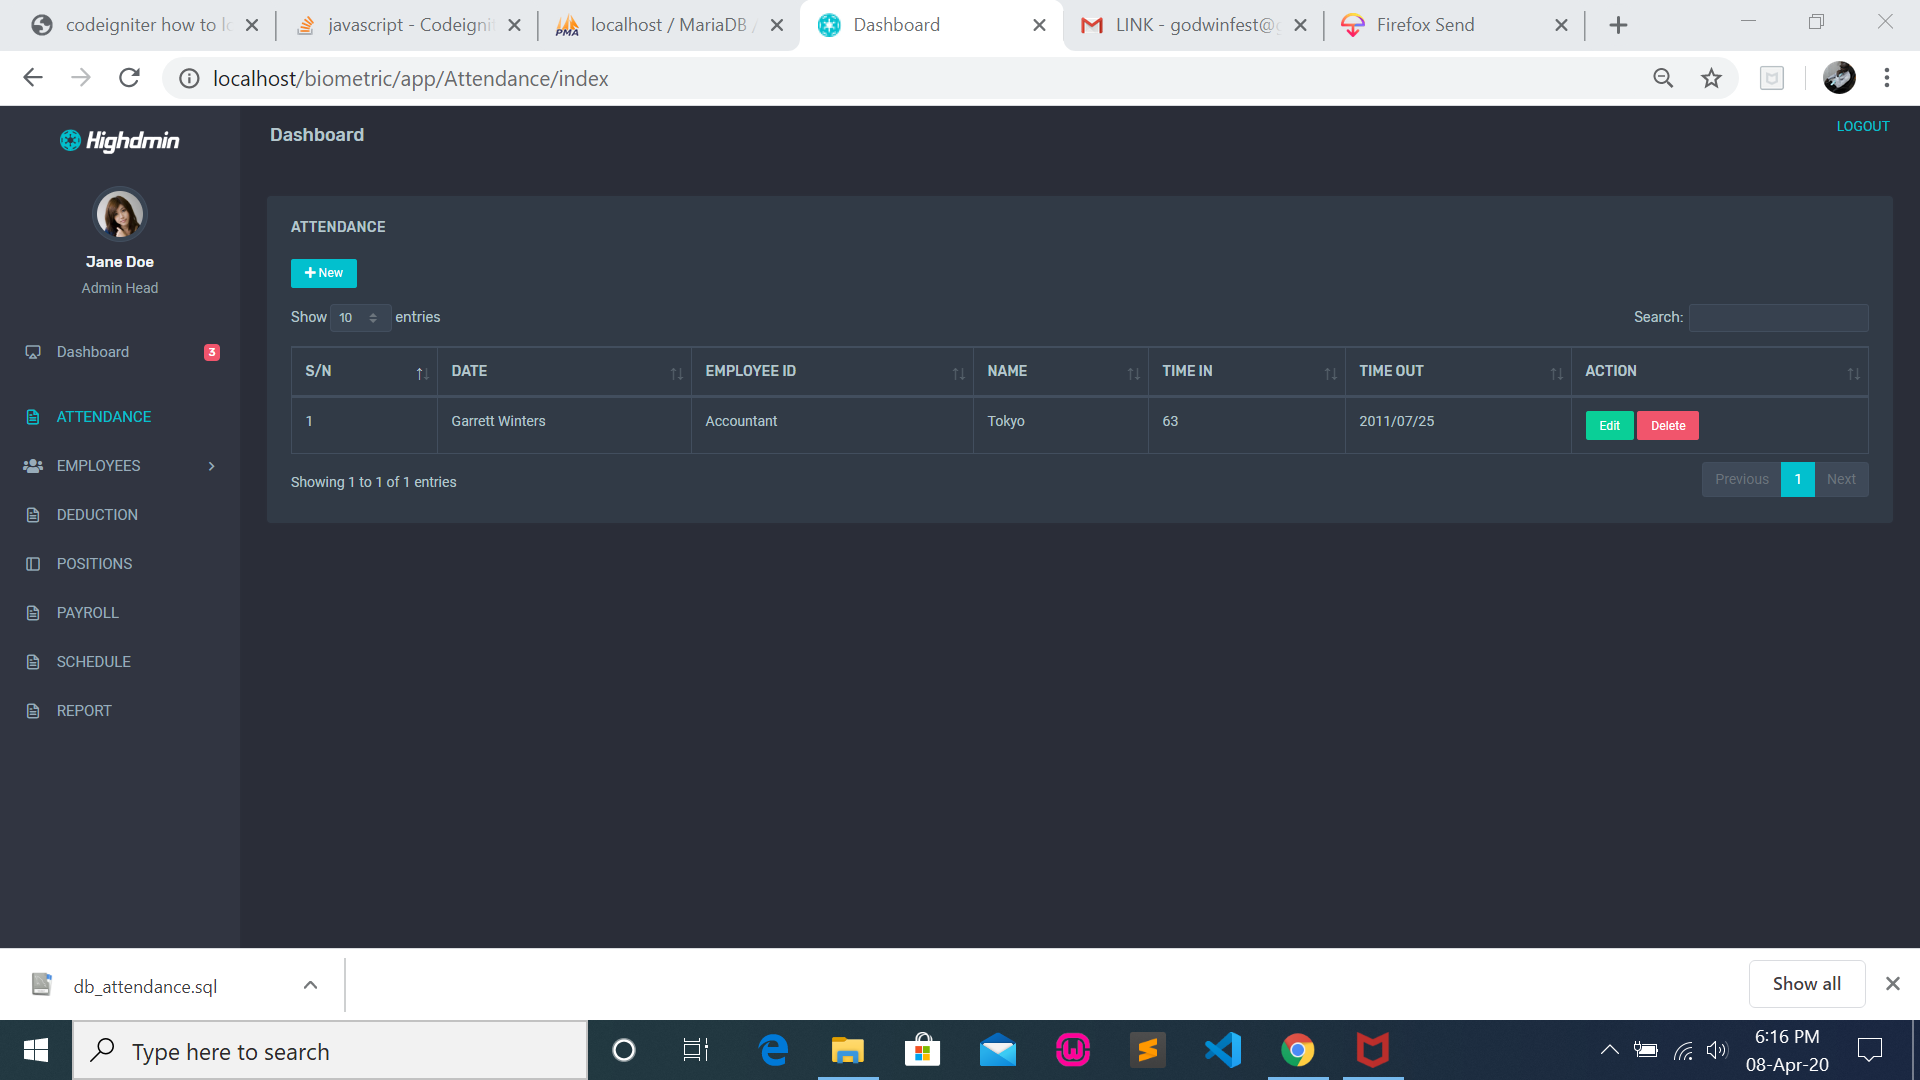 codeigniter how to lo
javascript - Codeignit
localhost / MariaDB /
Dashboard
LINK - godwinfest@g
Firefox Send
localhost/biometric/app/Attendance/index
Highdmin
Dashboard
LOGOUT
Jane Doe
Admin Head
Dashboard
3
ATTENDANCE
EMPLOYEES
DEDUCTION
POSITIONS
PAYROLL
SCHEDULE
REPORT
ATTENDANCE
New
Show 10 entries
Search:
S/N DATE EMPLOYEE ID NAME TIME IN TIME OUT ACTION
1 Garrett Winters Accountant Tokyo 63 2011/07/25 Edit Delete
Showing 1 to 1 of 1 entries
Previous 1 Next
db_attendance.sql
Show all
Type here to search
6:16 PM
08-Apr-20
PMA